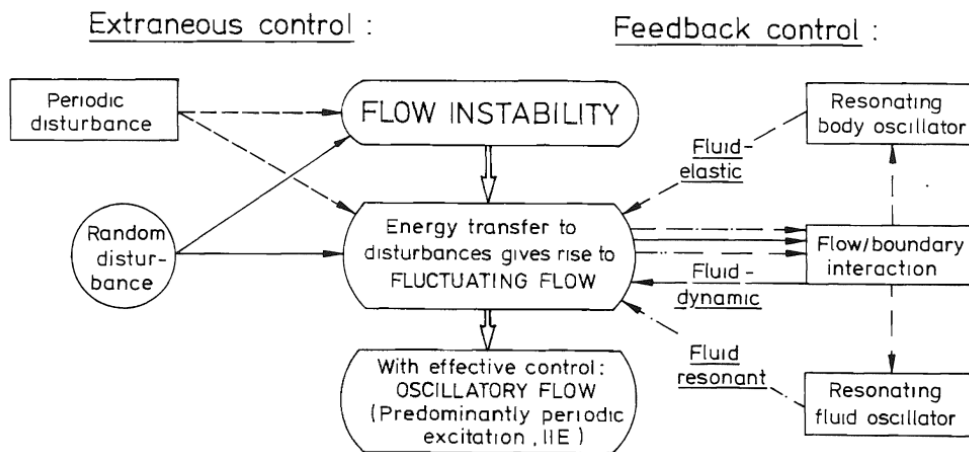 Extraneous control :
Feedback control :
Periodic
disturbance
FLOW INSTABILITY
Resonating
body oscillator
Fluid-
elastic
Random
distur-
bance
Energy transfer to
disturbances gives rise to
FLUCTUATING FLOW
Flow/boundary
interaction
Fluid-
dynamic
With effective control:
OSCILLATORY FLOW
(Predominantly periodic
excitation, IIE)
Fluid
resonant
Resonating
fluid oscillator